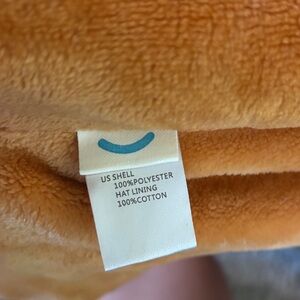 US SHELL
100%POLYESTER
HAT LINING
100%COTTON